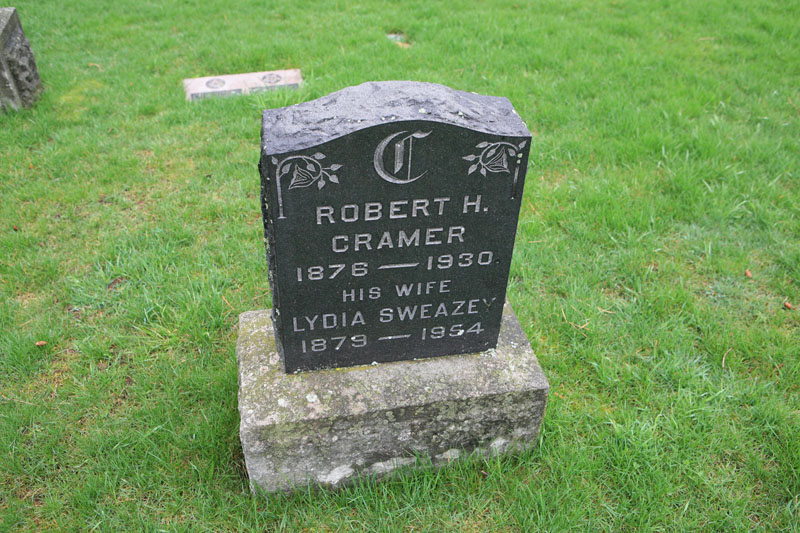 C
ROBERT H.
CRAMER
1876 — 1930.
HIS WIFE
LYDIA SWEAZEY
1879 — 1954